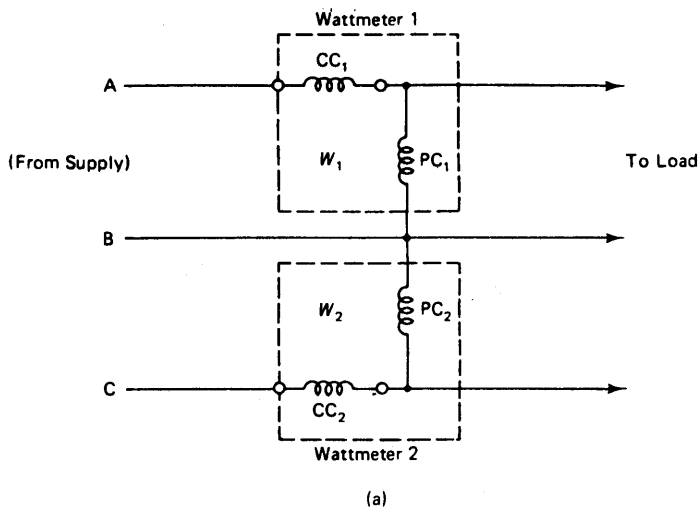 Wattmeter 1
CC₁
A
W₁
PC₁
(From Supply)
To Load
B
W₂
PC₂
C
CC₂
Wattmeter 2
(a)